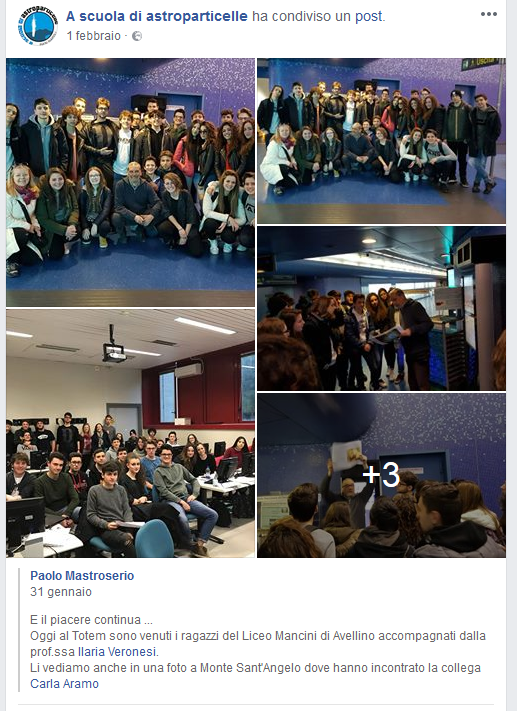 A scuola di astroparticelle ha condiviso un post.
1 febbraio ·
Uscita
+3
Paolo Mastroserio
31 gennaio
E il piacere continua ...
Oggi al Totem sono venuti i ragazzi del Liceo Mancini di Avellino accompagnati dalla
prof.ssa Ilaria Veronesi.
Li vediamo anche in una foto a Monte Sant'Angelo dove hanno incontrato la collega
Carla Aramo